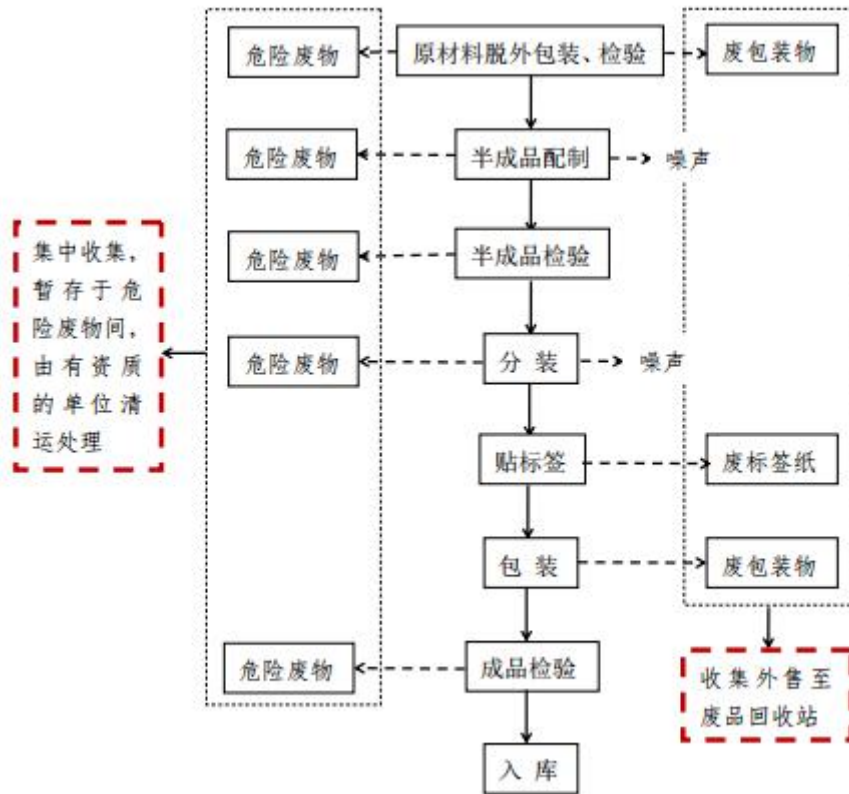 危险废物
原材料脱外包装、检验
废包装物
危险废物
半成品配制
噪声
危险废物
半成品检验
集中收集，
暂存于危
险废物间，
由有资质
的单位清
运处理
危险废物
分装
噪声
贴标签
废标签纸
包装
废包装物
危险废物
成品检验
收集外售至
废品回收站
入库